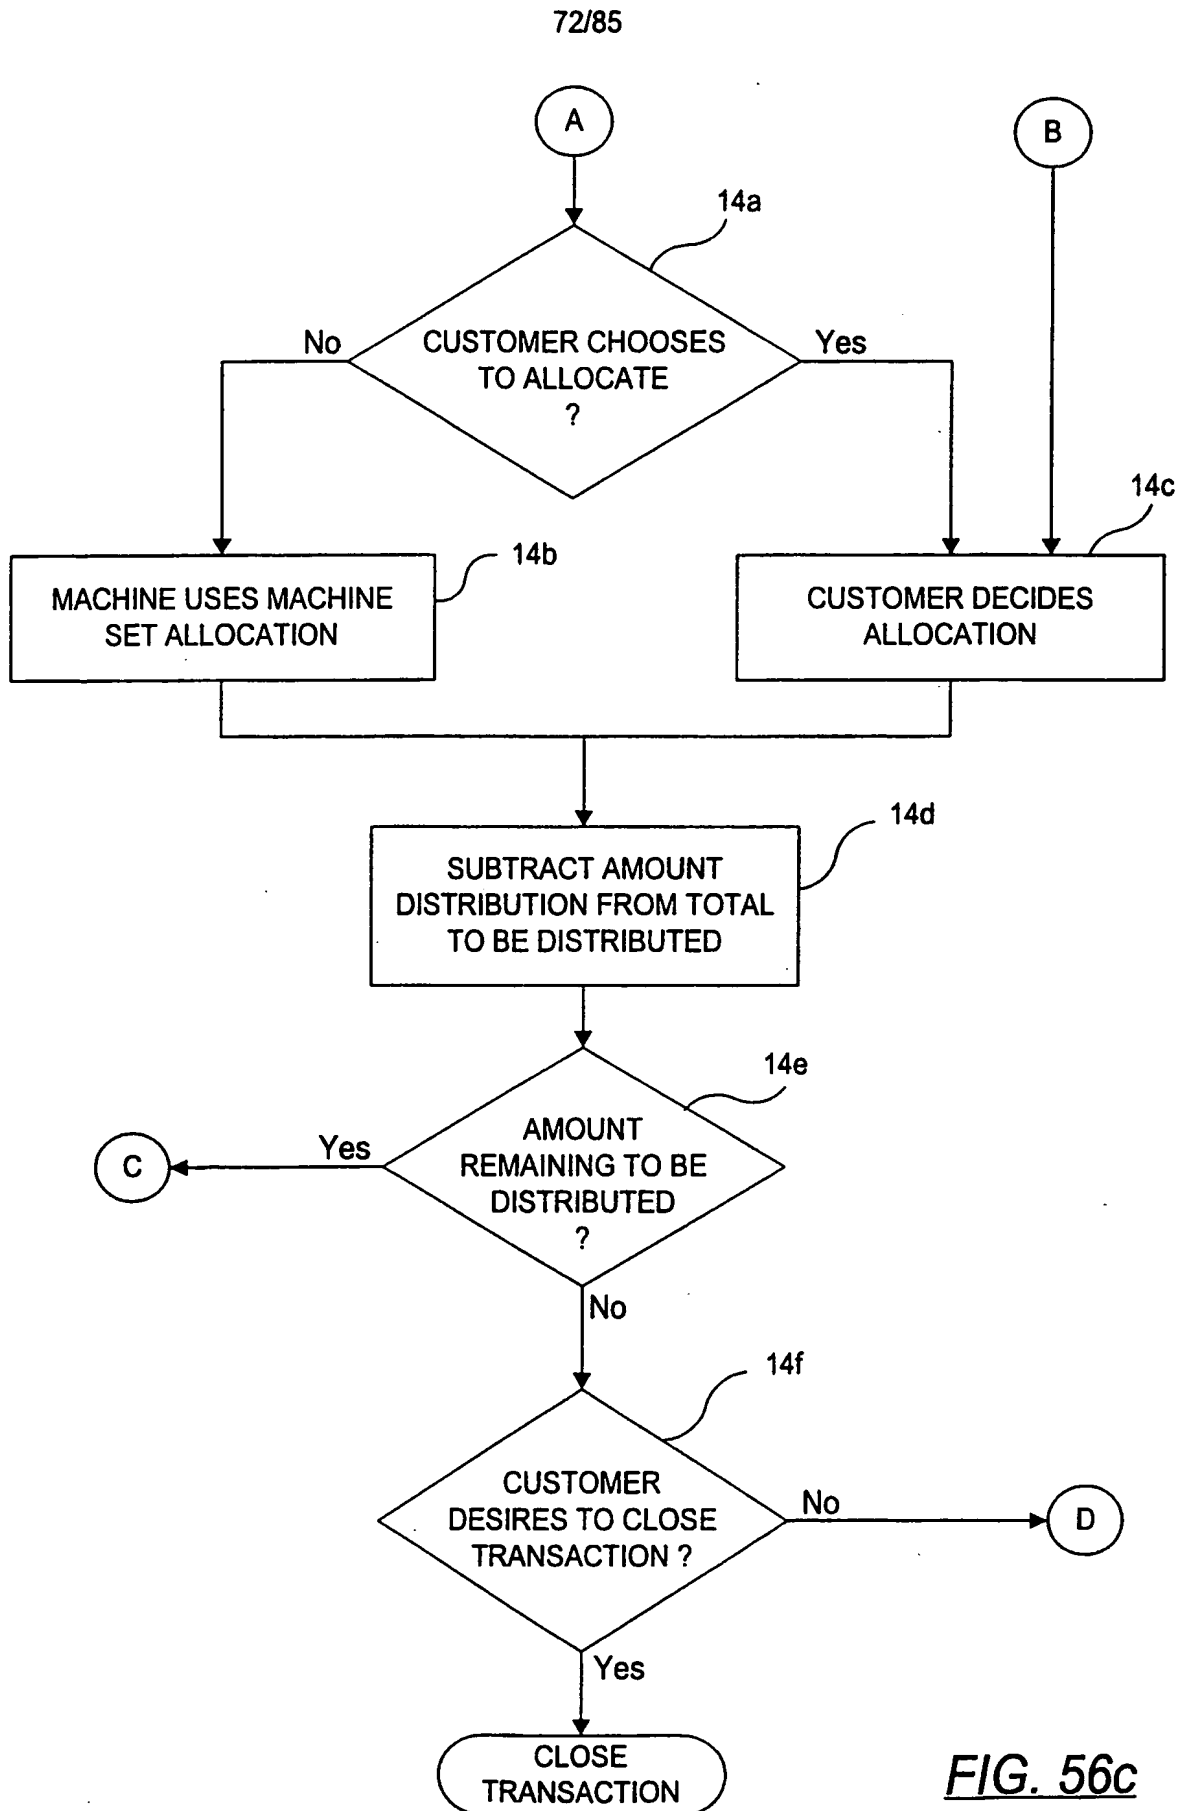 72/85
A
B
14a
No
CUSTOMER CHOOSES
TO ALLOCATE
?
Yes
14c
14b
MACHINE USES MACHINE
SET ALLOCATION
CUSTOMER DECIDES
ALLOCATION
14d
SUBTRACT AMOUNT
DISTRIBUTION FROM TOTAL
TO BE DISTRIBUTED
14e
C
Yes
AMOUNT
REMAINING TO BE
DISTRIBUTED
?
No
14f
CUSTOMER
DESIRES TO CLOSE
TRANSACTION ?
No
D
Yes
CLOSE
TRANSACTION
FIG. 56c